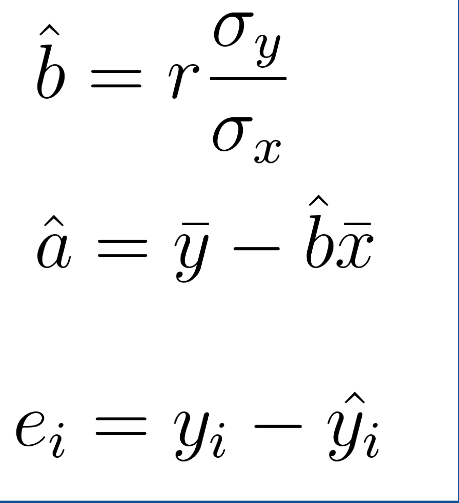 b̂ = r σ_y / σ_x
â = ȳ − b̂x̄
e_i = y_i − ŷ_i